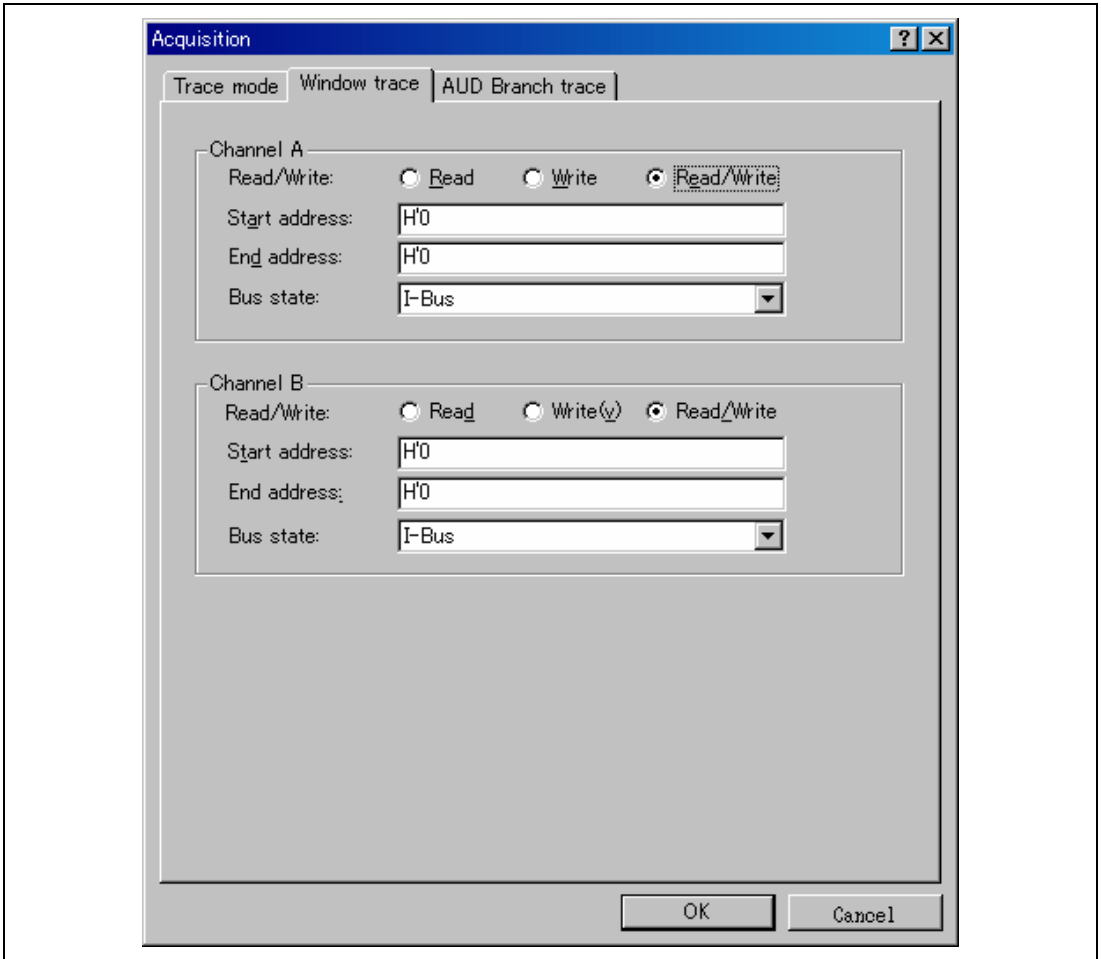 Acquisition
Trace mode Window trace AUD Branch trace
Channel A
Read/Write: Read Write Read/Write
Start address: H'0
End address: H'0
Bus state: I-Bus
Channel B
Read/Write: Read Write(v) Read/Write
Start address: H'0
End address: H'0
Bus state: I-Bus
OK Cancel